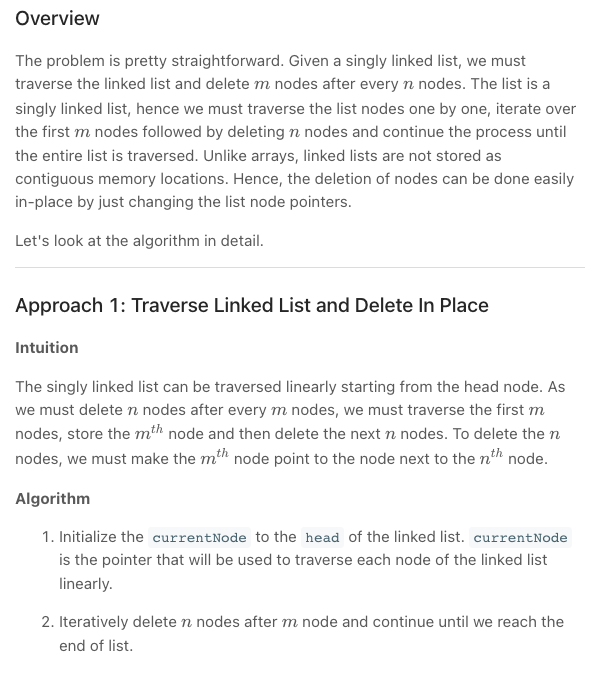 Overview
The problem is pretty straightforward. Given a singly linked list, we must
traverse the linked list and delete m nodes after every n nodes. The list is a
singly linked list, hence we must traverse the list nodes one by one, iterate over
the first m nodes followed by deleting n nodes and continue the process until
the entire list is traversed. Unlike arrays, linked lists are not stored as
contiguous memory locations. Hence, the deletion of nodes can be done easily
in-place by just changing the list node pointers.
Let's look at the algorithm in detail.
Approach 1: Traverse Linked List and Delete In Place
Intuition
The singly linked list can be traversed linearly starting from the head node. As
we must delete n nodes after every m nodes, we must traverse the first m
nodes, store the m^th node and then delete the next n nodes. To delete the n
nodes, we must make the m^th node point to the node next to the n^th node.
Algorithm
1. Initialize the currentNode to the head of the linked list. currentNode
is the pointer that will be used to traverse each node of the linked list
linearly.
2. Iteratively delete n nodes after m node and continue until we reach the
end of list.